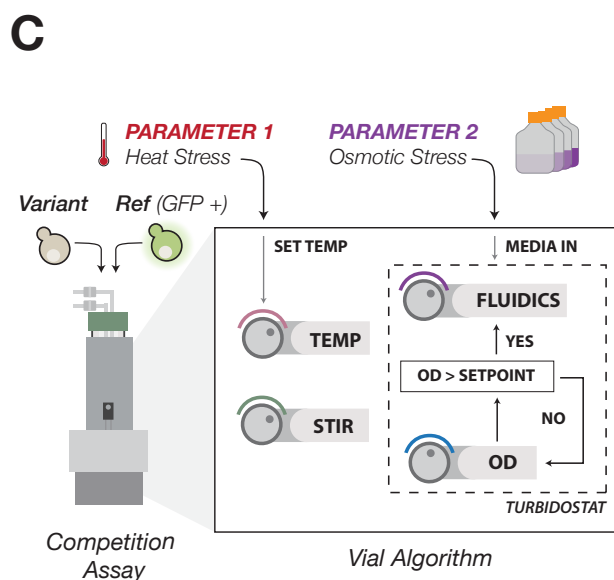 C
PARAMETER 1
Heat Stress
PARAMETER 2
Osmotic Stress
Variant
Ref (GFP +)
SET TEMP
MEDIA IN
FLUIDICS
TEMP
YES
OD > SETPOINT
NO
STIR
OD
TURBIDOSTAT
Competition
Assay
Vial Algorithm